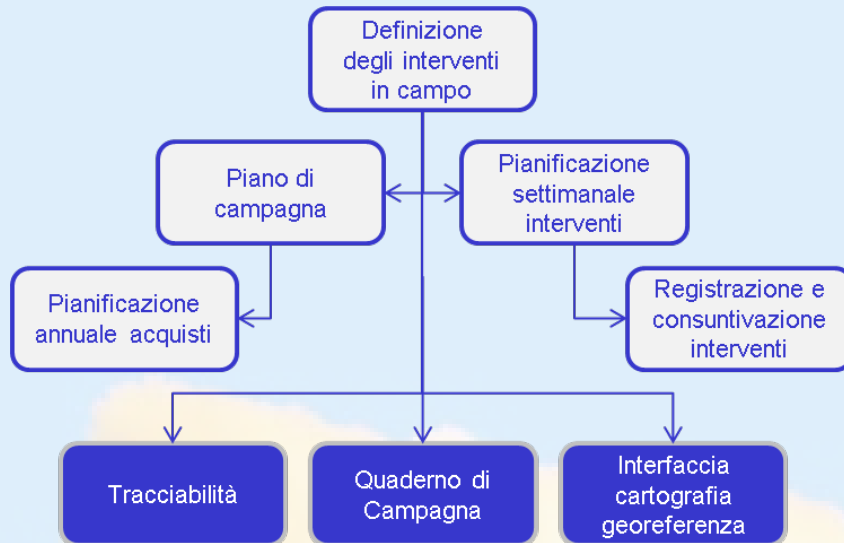 Definizione
degli interventi
in campo
Piano di
campagna
Pianificazione
settimanale
interventi
Pianificazione
annuale acquisti
Registrazione e
consuntivazione
interventi
Tracciabilità
Quaderno di
Campagna
Interfaccia
cartografia
georeferenza